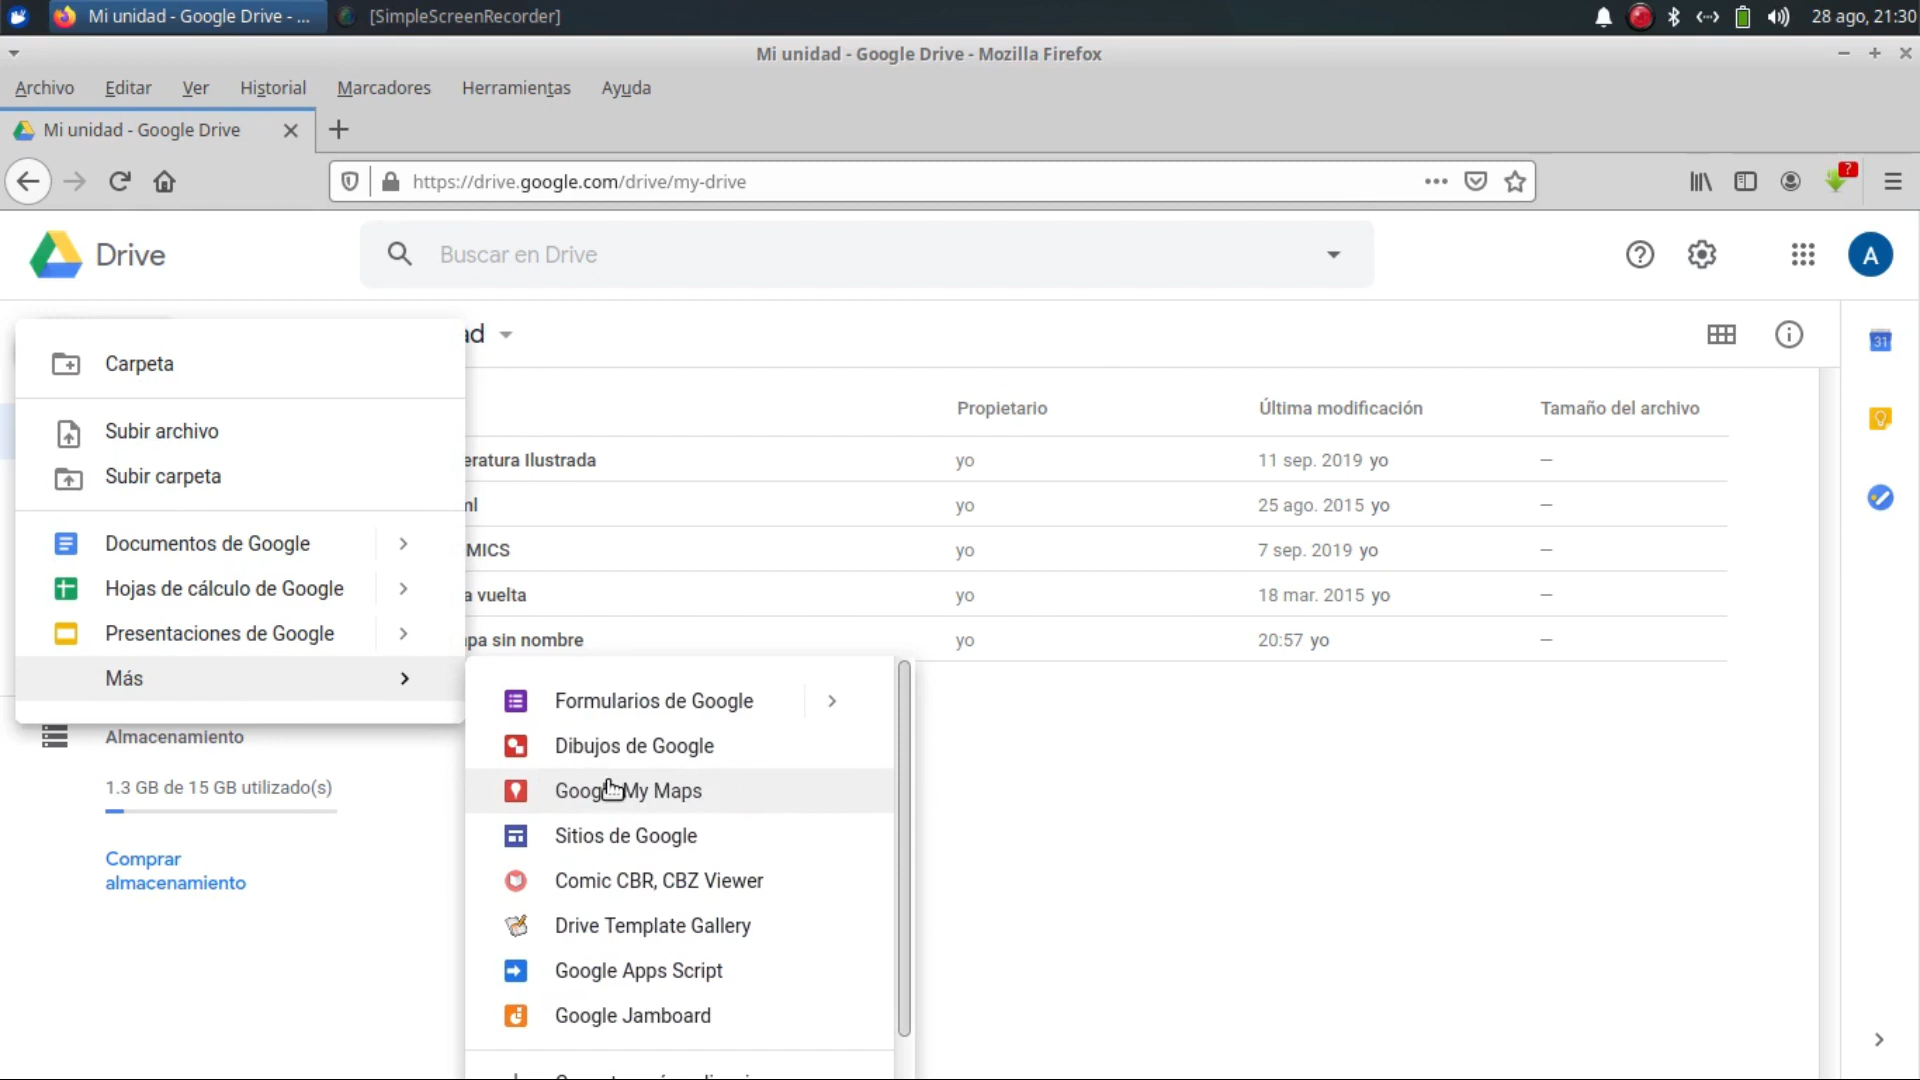 Mi unidad - Google Drive - ...
[SimpleScreenRecorder]
28 ago, 21:30
Mi unidad - Google Drive - Mozilla Firefox
Archivo Editar Ver Historial Marcadores Herramientas Ayuda
Mi unidad - Google Drive
https://drive.google.com/drive/my-drive
?
Drive
Buscar en Drive
A
ad
31
Carpeta
Subir archivo
Subir carpeta
Documentos de Google
Hojas de cálculo de Google
Presentaciones de Google
Más
Propietario Última modificación Tamaño del archivo
eratura Ilustrada yo 11 sep. 2019 yo —
ml yo 25 ago. 2015 yo —
MICS yo 7 sep. 2019 yo —
a vuelta yo 18 mar. 2015 yo —
pa sin nombre yo 20:57 yo —
Formularios de Google
Dibujos de Google
Google My Maps
Sitios de Google
Comic CBR, CBZ Viewer
Drive Template Gallery
Google Apps Script
Google Jamboard
Almacenamiento
1.3 GB de 15 GB utilizado(s)
Comprar
almacenamiento